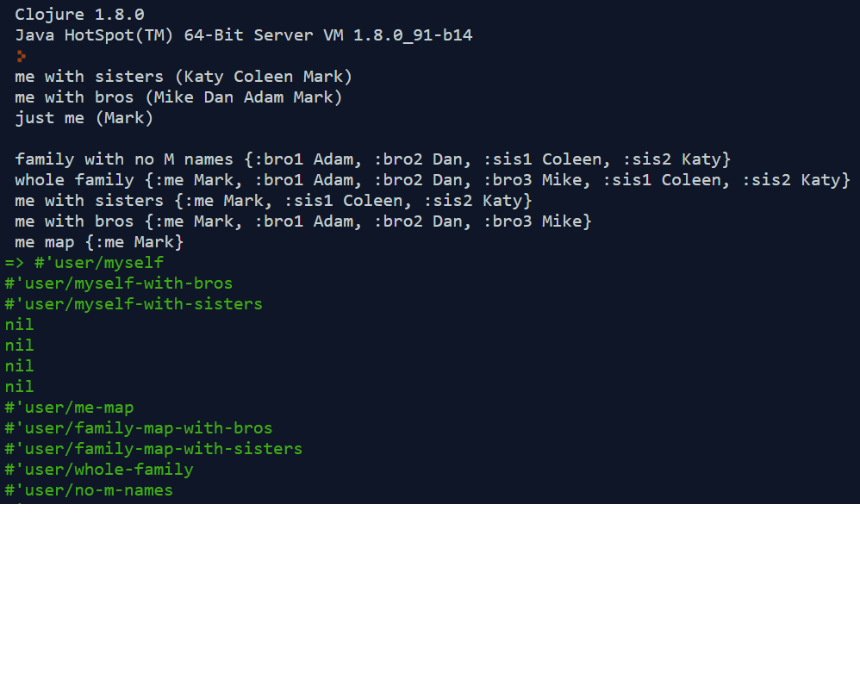 Clojure 1.8.0
Java HotSpot(TM) 64-Bit Server VM 1.8.0_91-b14
>
me with sisters (Katy Coleen Mark)
me with bros (Mike Dan Adam Mark)
just me (Mark)
family with no M names {:bro1 Adam, :bro2 Dan, :sis1 Coleen, :sis2 Katy}
whole family {:me Mark, :bro1 Adam, :bro2 Dan, :bro3 Mike, :sis1 Coleen, :sis2 Katy}
me with sisters {:me Mark, :sis1 Coleen, :sis2 Katy}
me with bros {:me Mark, :bro1 Adam, :bro2 Dan, :bro3 Mike}
me map {:me Mark}
=> #'user/myself
#'user/myself-with-bros
#'user/myself-with-sisters
nil
nil
nil
nil
#'user/me-map
#'user/family-map-with-bros
#'user/family-map-with-sisters
#'user/whole-family
#'user/no-m-names